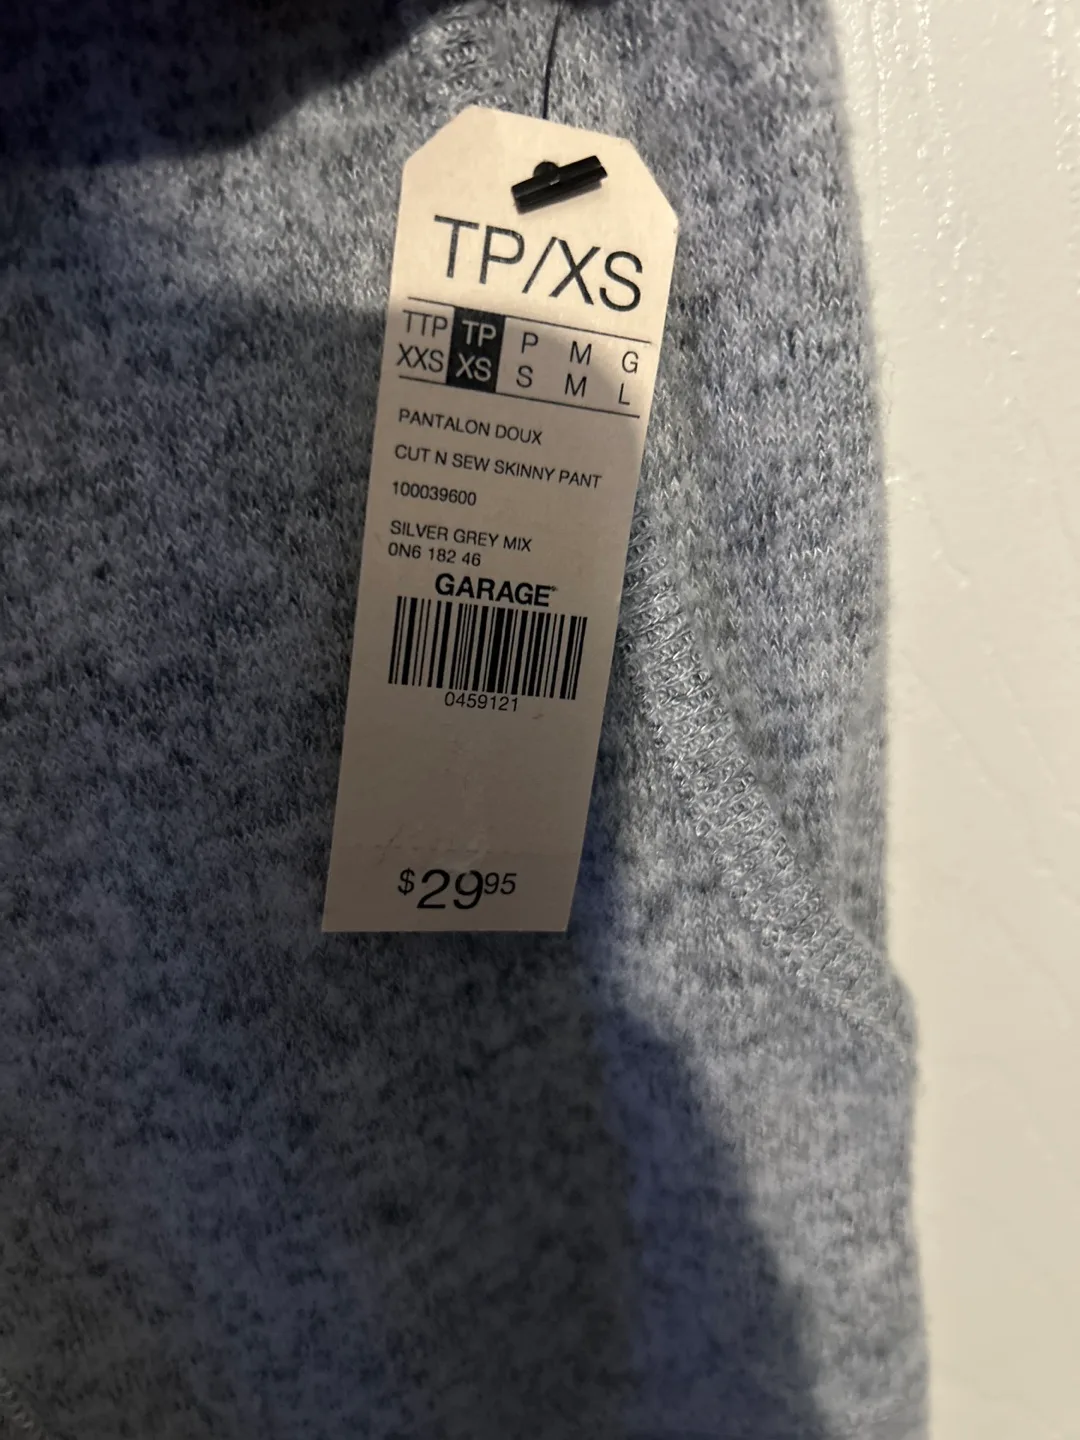 TP/XS
TTP TP P M G
XXS XS S M L
PANTALON DOUX
CUT N SEW SKINNY PANT
100039600
SILVER GREY MIX
0N6 182 46
GARAGE
0459121
$29.95